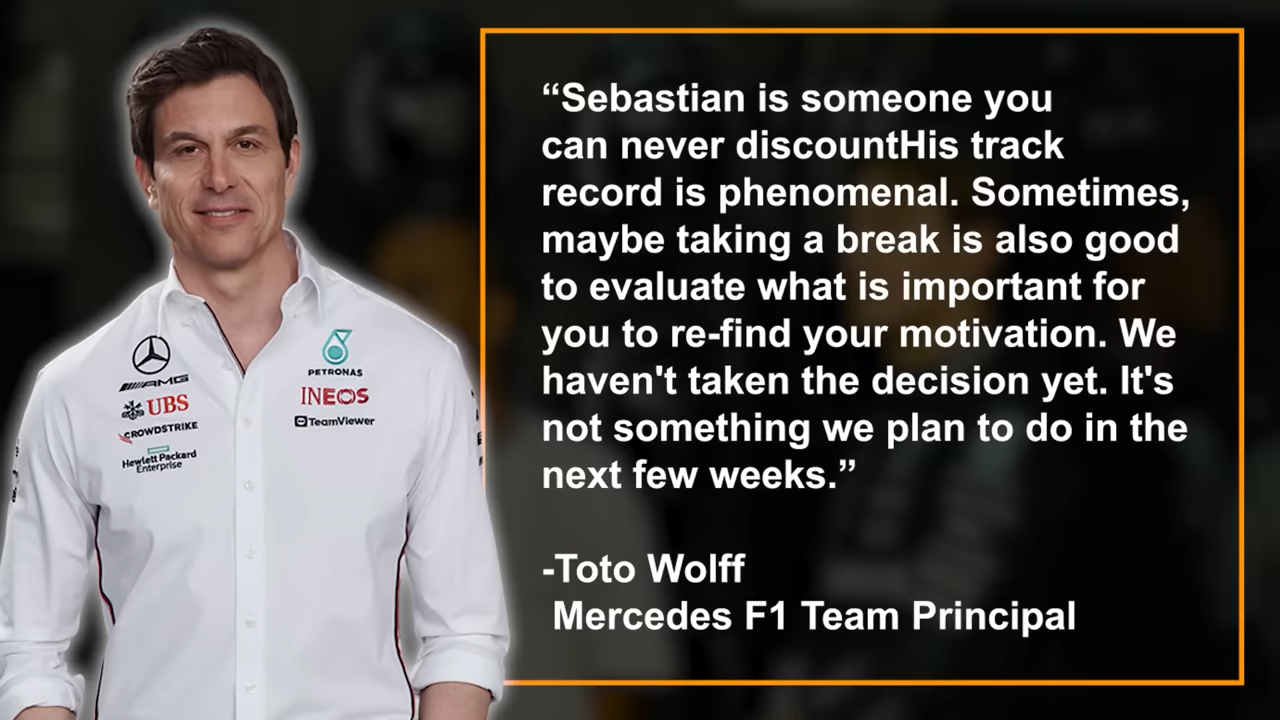 “Sebastian is someone you
can never discountHis track
record is phenomenal. Sometimes,
maybe taking a break is also good
to evaluate what is important for
you to re-find your motivation. We
haven't taken the decision yet. It's
not something we plan to do in the
next few weeks.”
-Toto Wolff
Mercedes F1 Team Principal
AMG
UBS
CROWDSTRIKE
Hewlett Packard
Enterprise
PETRONAS
INEOS
TeamViewer